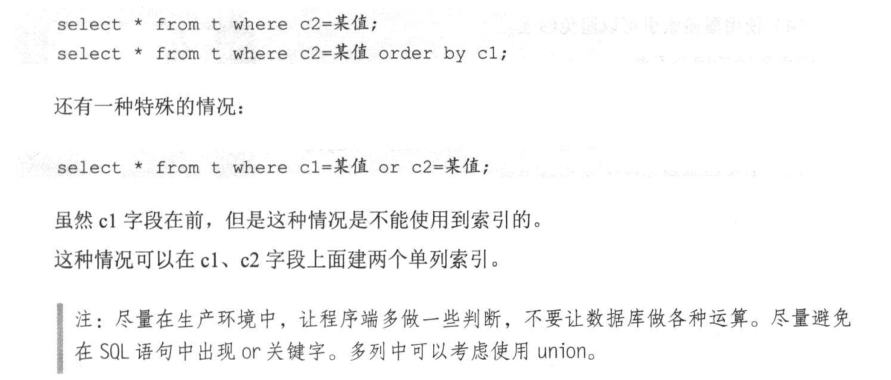 select * from t where c2=某值;
select * from t where c2=某值 order by c1;
还有一种特殊的情况：
select * from t where c1=某值 or c2=某值;
虽然 c1 字段在前，但是这种情况是不能使用到索引的。
这种情况可以在 c1、c2 字段上面建两个单列索引。
注：尽量在生产环境中，让程序端多做一些判断，不要让数据库做各种运算。尽量避免
在 SQL 语句中出现 or 关键字。多列中可以考虑使用 union。